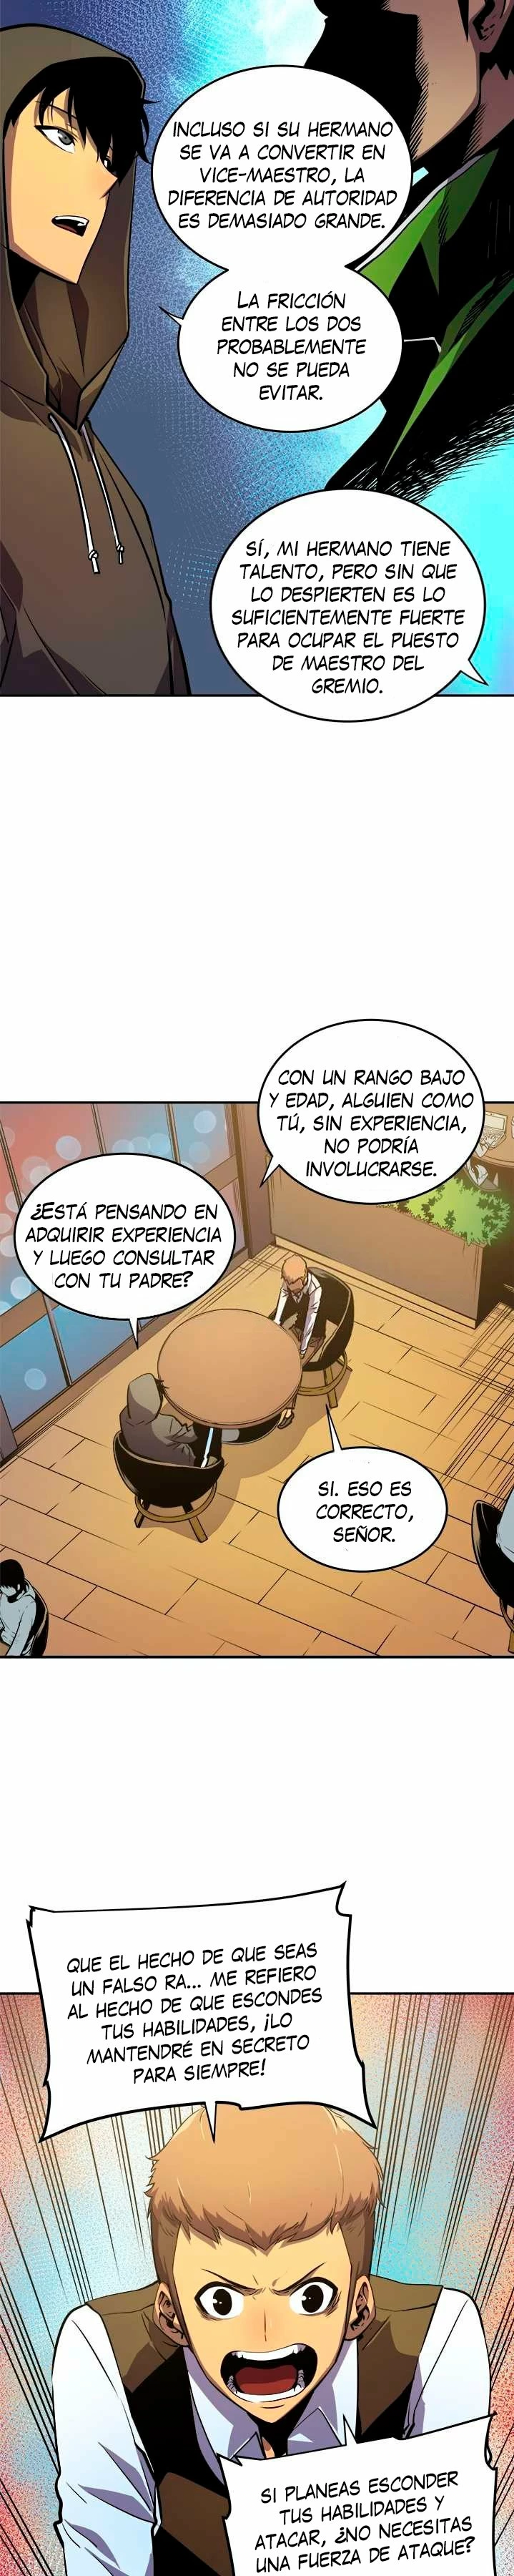 INCLUSO SI SU HERMANO
SE VA A CONVERTIR EN
VICE-MAESTRO, LA
DIFERENCIA DE AUTORIDAD
ES DEMASIADO GRANDE.
LA FRICCIÓN
ENTRE LOS DOS
PROBABLEMENTE
NO SE PUEDA
EVITAR.
SÍ, MI HERMANO TIENE
TALENTO, PERO SIN QUE
LO DESPIERTEN ES LO
SUFICIENTEMENTE FUERTE
PARA OCUPAR EL PUESTO
DE MAESTRO DEL
GREMIO.
CON UN RANGO BAJO
Y EDAD, ALGUIEN COMO
TÚ, SIN EXPERIENCIA,
NO PODRÍA
INVOLUCRARSE.
¿ESTÁ PENSANDO EN
ADQUIRIR EXPERIENCIA
Y LUEGO CONSULTAR
CON TU PADRE?
SI. ESO ES
CORRECTO,
SEÑOR.
QUE EL HECHO DE QUE SEAS
UN FALSO RA... ME REFIERO
AL HECHO DE QUE ESCONDES
TUS HABILIDADES, ¡LO
MANTENDRÉ EN SECRETO
PARA SIEMPRE!
SI PLANEAS ESCONDER
TUS HABILIDADES Y
ATACAR, ¿NO NECESITAS
UNA FUERZA DE ATAQUE?